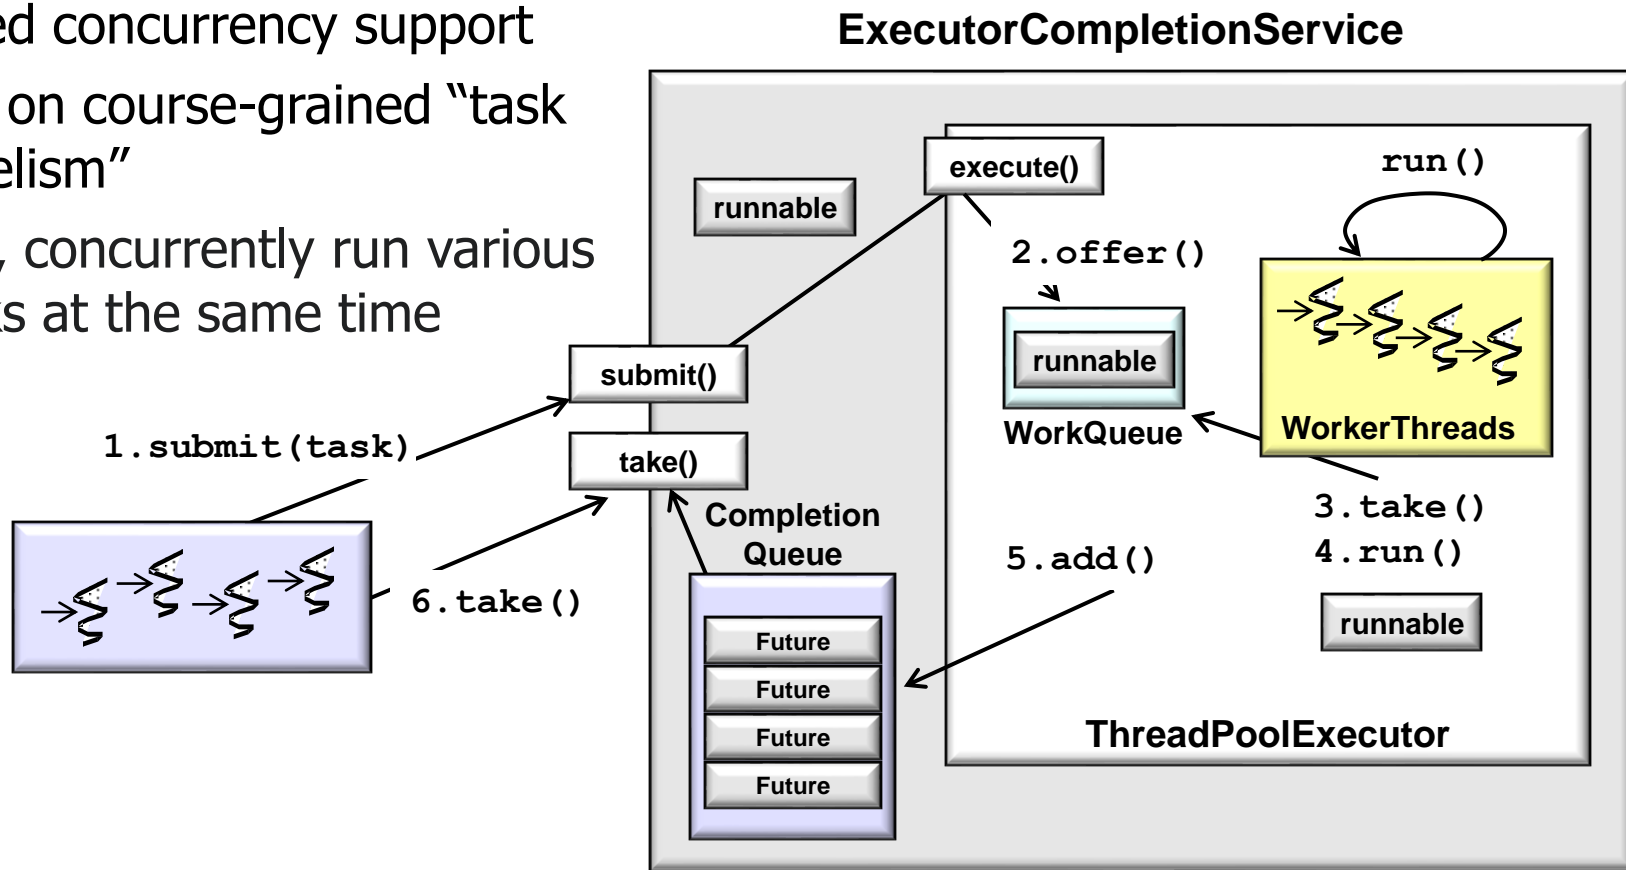 ed concurrency support
on course-grained “task
elism”
, concurrently run various
ks at the same time
ExecutorCompletionService
execute()
run()
runnable
2.offer()
runnable
WorkQueue
WorkerThreads
submit()
1.submit(task)
take()
3.take()
4.run()
Completion
Queue
5.add()
6.take()
runnable
Future
Future
Future
Future
ThreadPoolExecutor